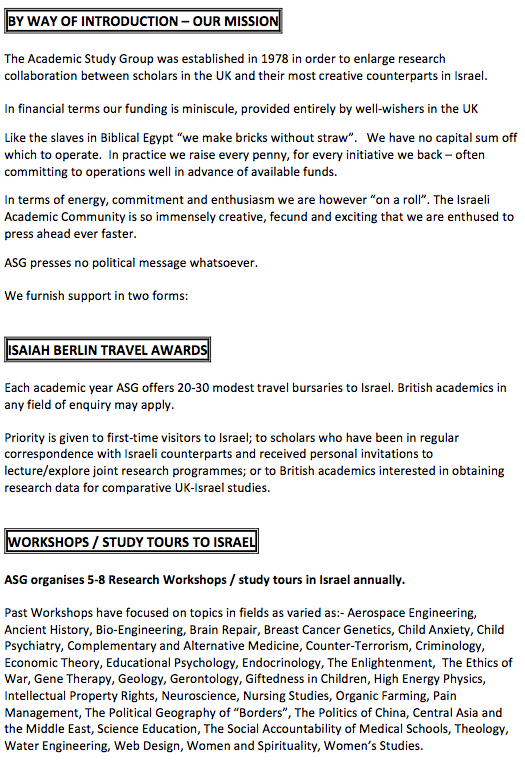 BY WAY OF INTRODUCTION – OUR MISSION
The Academic Study Group was established in 1978 in order to enlarge research
collaboration between scholars in the UK and their most creative counterparts in Israel.
In financial terms our funding is miniscule, provided entirely by well-wishers in the UK
Like the slaves in Biblical Egypt “we make bricks without straw”.   We have no capital sum off
which to operate.  In practice we raise every penny, for every initiative we back – often
committing to operations well in advance of available funds.
In terms of energy, commitment and enthusiasm we are however “on a roll”. The Israeli
Academic Community is so immensely creative, fecund and exciting that we are enthused to
press ahead ever faster.
ASG presses no political message whatsoever.
We furnish support in two forms:
ISAIAH BERLIN TRAVEL AWARDS
Each academic year ASG offers 20-30 modest travel bursaries to Israel. British academics in
any field of enquiry may apply.
Priority is given to first-time visitors to Israel; to scholars who have been in regular
correspondence with Israeli counterparts and received personal invitations to
lecture/explore joint research programmes; or to British academics interested in obtaining
research data for comparative UK-Israel studies.
WORKSHOPS / STUDY TOURS TO ISRAEL
ASG organises 5-8 Research Workshops / study tours in Israel annually.
Past Workshops have focused on topics in fields as varied as:- Aerospace Engineering,
Ancient History, Bio-Engineering, Brain Repair, Breast Cancer Genetics, Child Anxiety, Child
Psychiatry, Complementary and Alternative Medicine, Counter-Terrorism, Criminology,
Economic Theory, Educational Psychology, Endocrinology, The Enlightenment,  The Ethics of
War, Gene Therapy, Geology, Gerontology, Giftedness in Children, High Energy Physics,
Intellectual Property Rights, Neuroscience, Nursing Studies, Organic Farming, Pain
Management, The Political Geography of “Borders”, The Politics of China, Central Asia and
the Middle East, Science Education, The Social Accountability of Medical Schools, Theology,
Water Engineering, Web Design, Women and Spirituality, Women’s Studies.